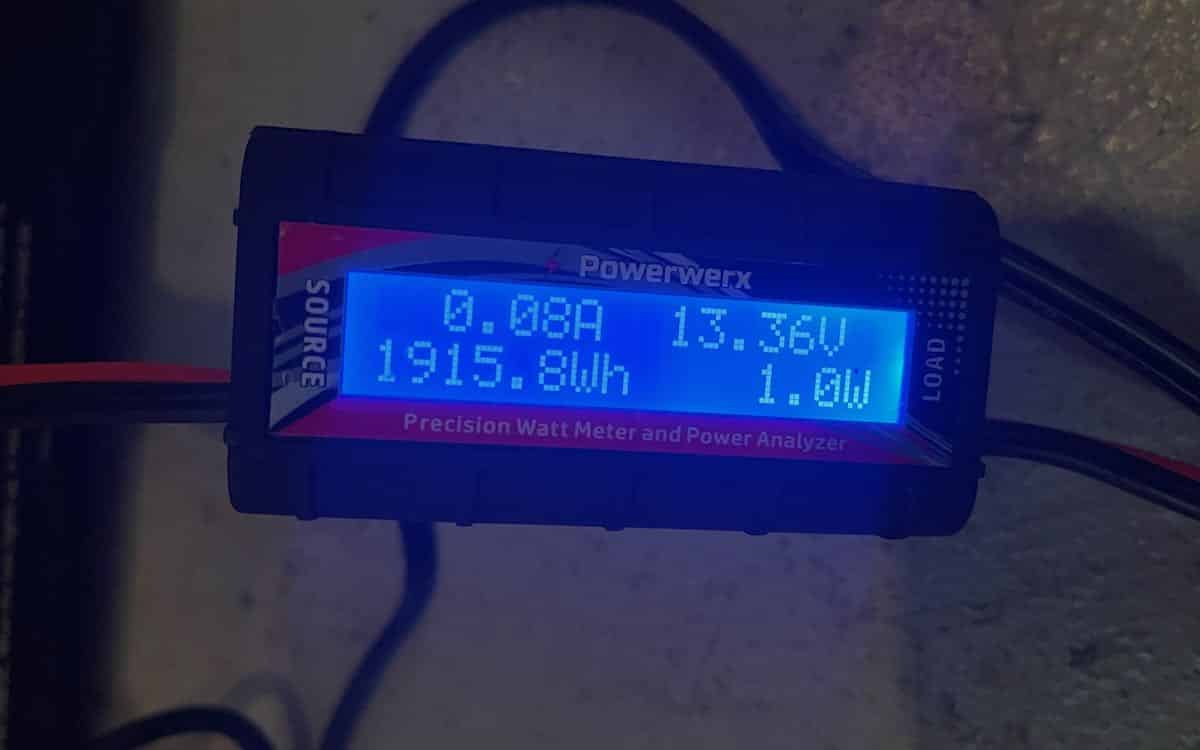 Powerwerx
SOURCE
0.08A 13.36V
1915.8Wh 1.0W
LOAD
Precision Watt Meter and Power Analyzer